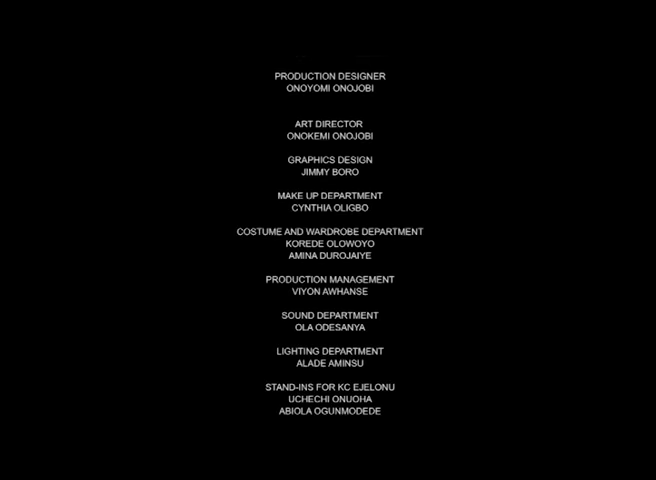 PRODUCTION DESIGNER
ONOYOMI ONOJOBI
ART DIRECTOR
ONOKEMI ONOJOBI
GRAPHICS DESIGN
JIMMY BORO
MAKE UP DEPARTMENT
CYNTHIA OLIGBO
COSTUME AND WARDROBE DEPARTMENT
KOREDE OLOWOYO
AMINA DUROJAIYE
PRODUCTION MANAGEMENT
VIYON AWHANSE
SOUND DEPARTMENT
OLA ODESANYA
LIGHTING DEPARTMENT
ALADE AMINSU
STAND-INS FOR KC EJELONU
UCHECHI ONUOHA
ABIOLA OGUNMODEDE